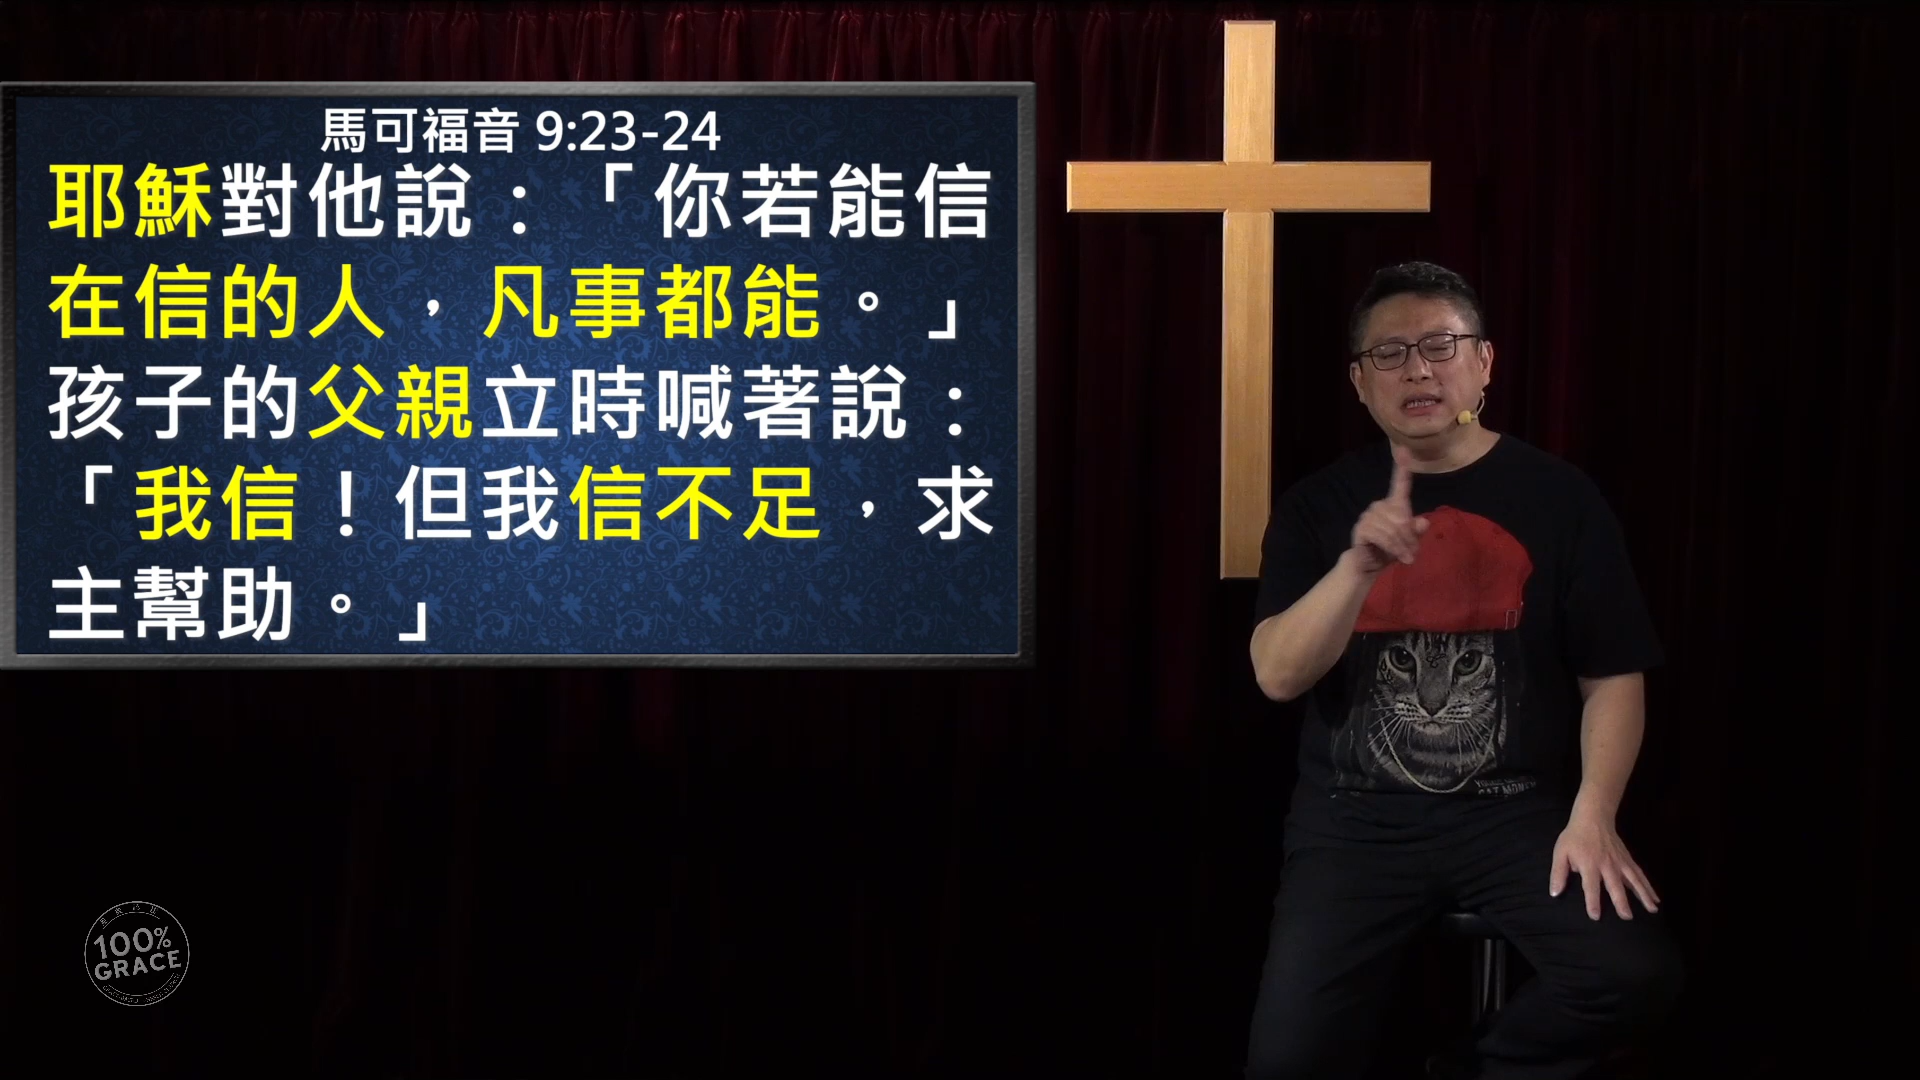 馬可福音 9:23-24
耶穌對他說：「你若能信
在信的人，凡事都能。」
孩子的父親立時喊著說：
「我信！但我信不足，求
主幫助。」
100%
GRACE
CAT MONEY